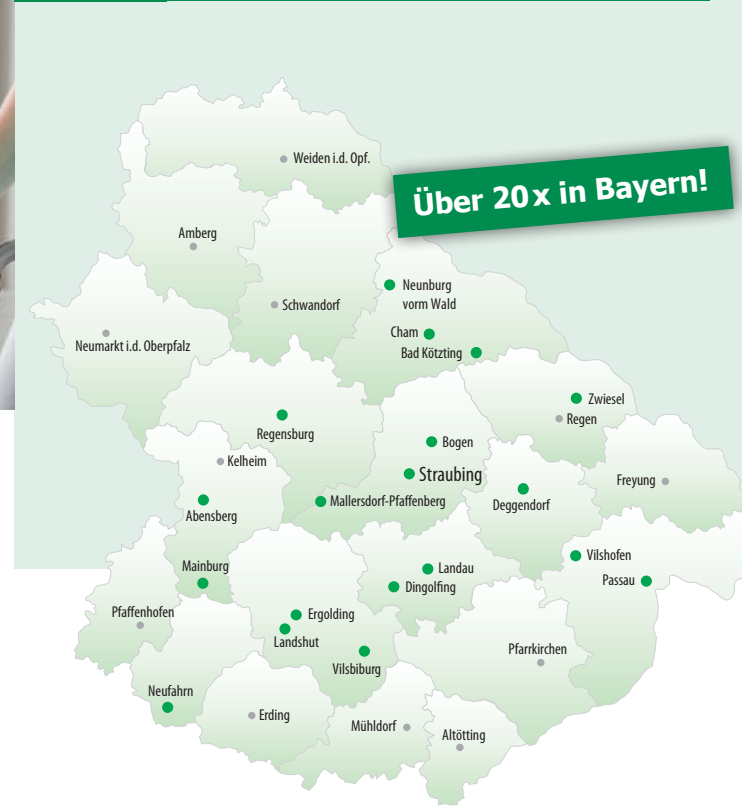 Weiden i.d. Opf.
Über 20x in Bayern!
Amberg
Neunburg
vorm Wald
Schwandorf
Cham
Neumarkt i.d. Oberpfalz
Bad Kötzting
Zwiesel
Regen
Regensburg
Bogen
Kelheim
Straubing
Freyung
Mallersdorf-Pfaffenberg
Deggendorf
Abensberg
Vilshofen
Mainburg
Landau
Passau
Dingolfing
Pfaffenhofen
Ergolding
Landshut
Pfarrkirchen
Vilsbiburg
Neufahrn
Erding
Mühldorf
Altötting